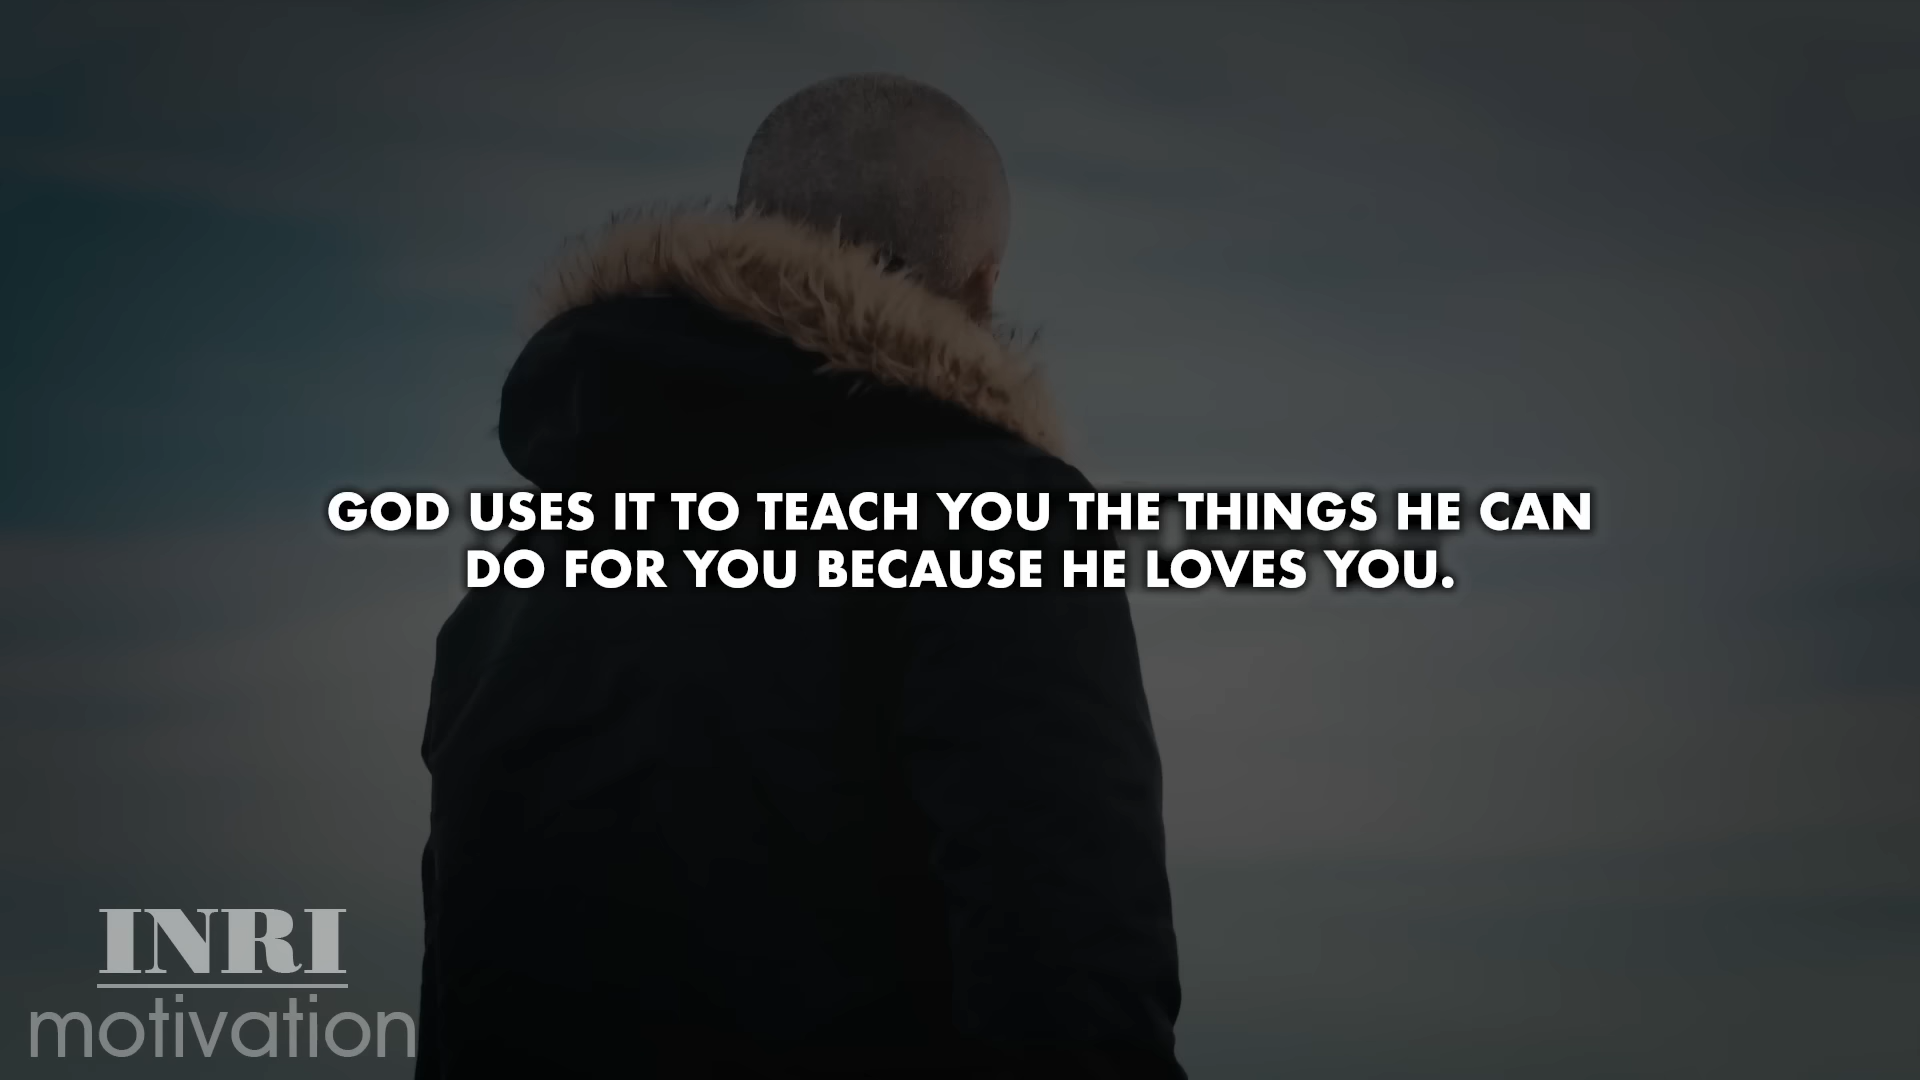 GOD USES IT TO TEACH YOU THE THINGS HE CAN
DO FOR YOU BECAUSE HE LOVES YOU.
INRI
motivation